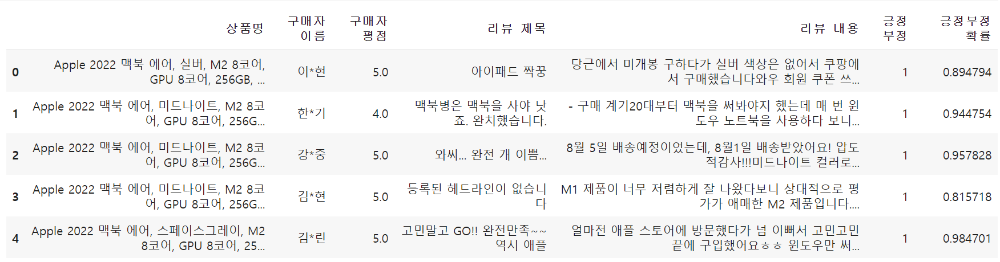 상품명 구매자 이름 구매자 평점 리뷰 제목 리뷰 내용 긍정 부정 긍정부정 확률
0 Apple 2022 맥북 에어, 실버, M2 8코어, GPU 8코어, 256GB, ... 이*현 5.0 아이패드 짝꿍 당근에서 미개봉 구하다가 실버 색상은 없어서 쿠팡에서 구매했습니다와우 회원 쿠폰 쓰... 1 0.894794
1 Apple 2022 맥북 에어, 미드나이트, M2 8코어, GPU 8코어, 256G... 한*기 4.0 맥북병은 맥북을 사야 낫죠. 완치했습니다. - 구매 계기20대부터 맥북을 써봐야지 했는데 매 번 윈도우 노트북을 사용하다 보니... 1 0.944754
2 Apple 2022 맥북 에어, 미드나이트, M2 8코어, GPU 8코어, 256G... 강*중 5.0 와씨... 완전 개 이쁨... 8월 5일 배송예정이었는데, 8월1일 배송받았어요! 압도적감사!!!미드나이트 컬러로... 1 0.957828
3 Apple 2022 맥북 에어, 미드나이트, M2 8코어, GPU 8코어, 256G... 김*현 5.0 등록된 헤드라인이 없습니다 M1 제품이 너무 저렴하게 잘 나왔다보니 상대적으로 평가가 애매한 M2 제품입니다.... 1 0.815718
4 Apple 2022 맥북 에어, 스페이스그레이, M2 8코어, GPU 8코어, 25... 김*린 5.0 고민말고 GO!! 완전만족~~ 역시 애플 얼마전 애플 스토어에 방문했다가 넘 이뻐서 고민고민 끝에 구입했어요ㅎㅎ 윈도우만 써... 1 0.984701